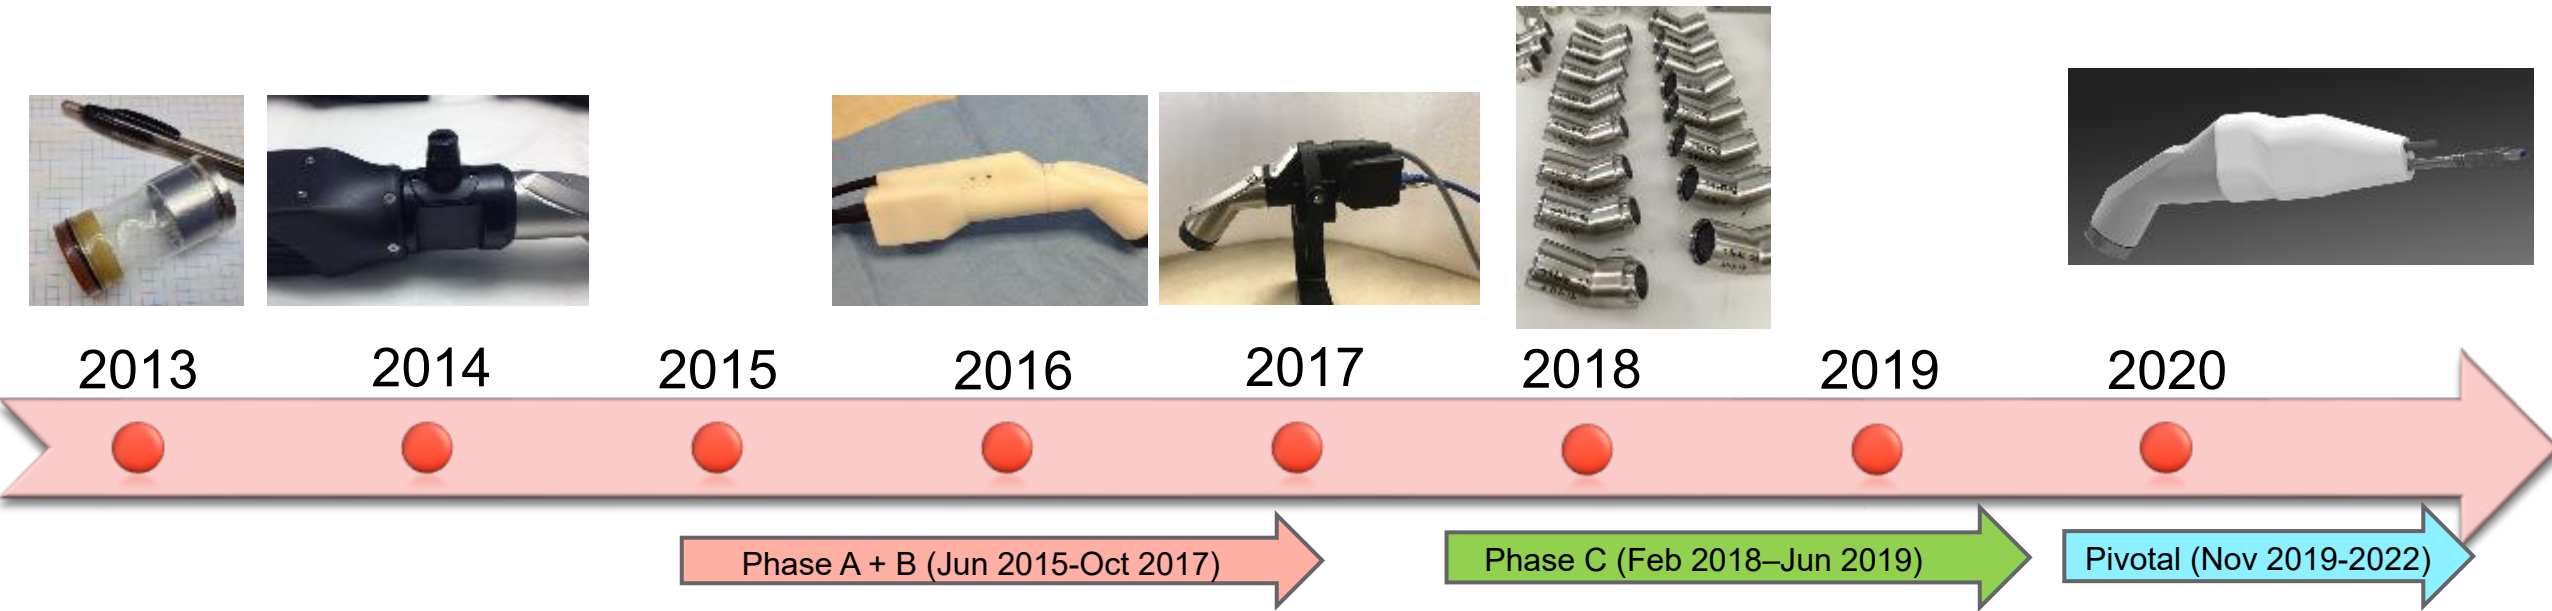 2013 2014 2015 2016 2017 2018 2019 2020
Phase A + B (Jun 2015-Oct 2017)
Phase C (Feb 2018–Jun 2019)
Pivotal (Nov 2019-2022)